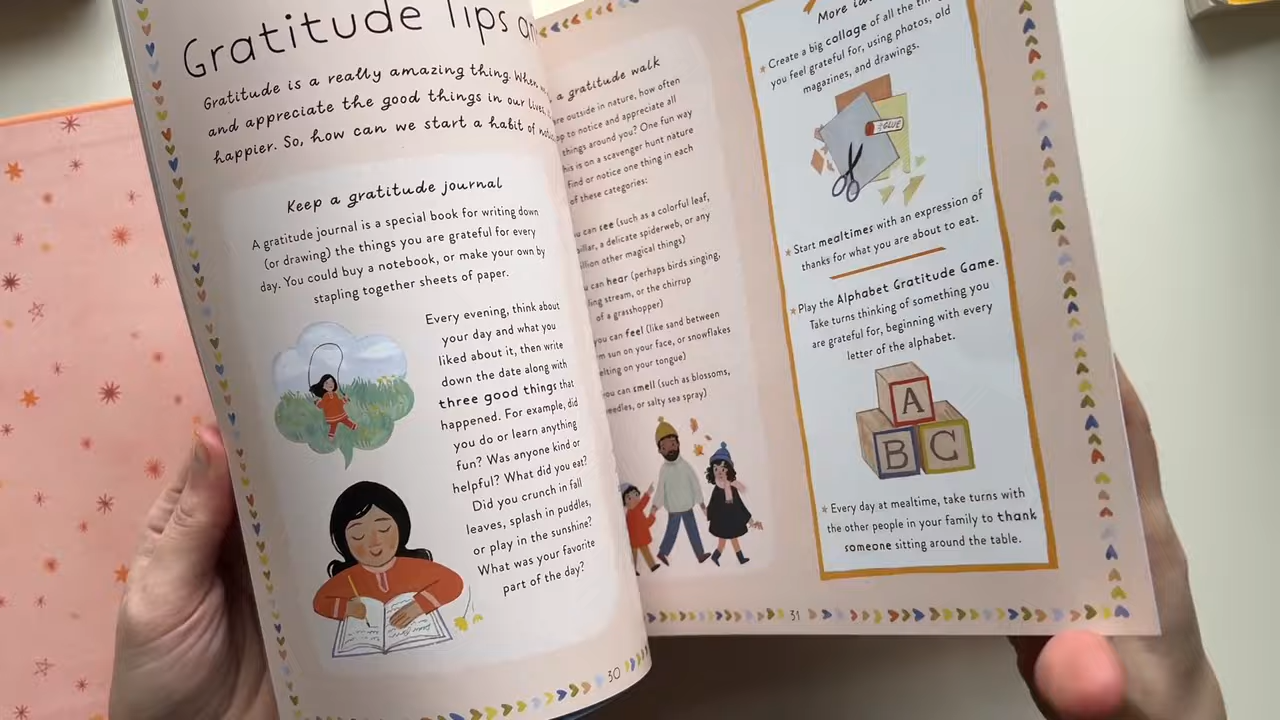 Gratitude Tips
Gratitude is a really amazing thing. When
and appreciate the good things in our lives
happier. So, how can we start a habit of
Keep a gratitude journal
A gratitude journal is a special book for writing down
(or drawing) the things you are grateful for every
day. You could buy a notebook, or make your own by
stapling together sheets of paper.
Every evening, think about
your day and what you
liked about it, then write
down the date along with
three good things that
happened. For example, did
you do or learn anything
fun? Was anyone kind or
helpful? What did you eat?
Did you crunch in fall
leaves, splash in puddles,
or play in the sunshine?
What was your favorite
part of the day?
30
a gratitude walk
outside in nature, how often
to notice and appreciate all
things around you? One fun way
his is on a scavenger hunt nature
Find or notice one thing in each
of these categories:
can see (such as a colorful leaf,
a delicate spiderweb, or any
other magical things)
can hear (perhaps birds singing,
stream, or the chirrup
of a grasshopper)
you can feel (like sand between
sun on your face, or snowflakes
on your tongue)
you can smell (such as blossoms,
or salty sea spray)
31
More
* Create a big collage of all the
you feel grateful for, using photos, old
magazines, and drawings.
GLUE
* Start mealtimes with an expression of
thanks for what you are about to eat.
* Play the Alphabet Gratitude Game.
Take turns thinking of something you
are grateful for, beginning with every
letter of the alphabet.
A
B C
* Every day at mealtime, take turns with
the other people in your family to thank
someone sitting around the table.